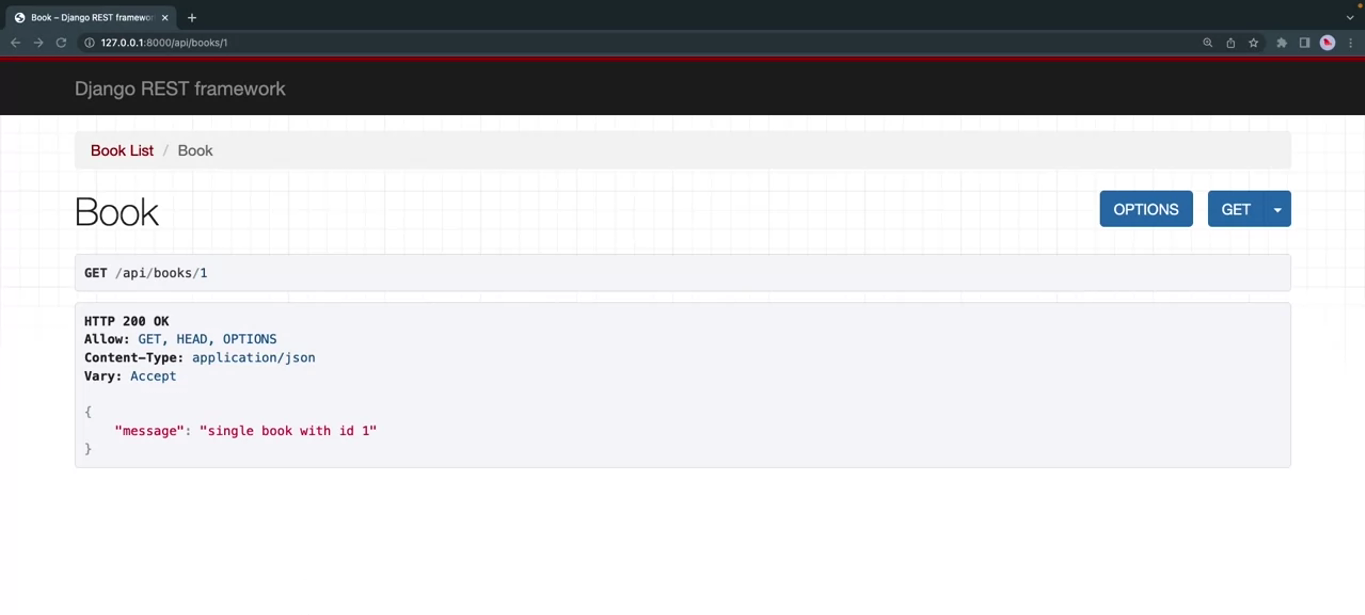 Book – Django REST framewor
127.0.0.1:8000/api/books/1
Django REST framework
Book List / Book
Book
OPTIONS
GET
GET /api/books/1
HTTP 200 OK
Allow: GET, HEAD, OPTIONS
Content-Type: application/json
Vary: Accept
{
"message": "single book with id 1"
}